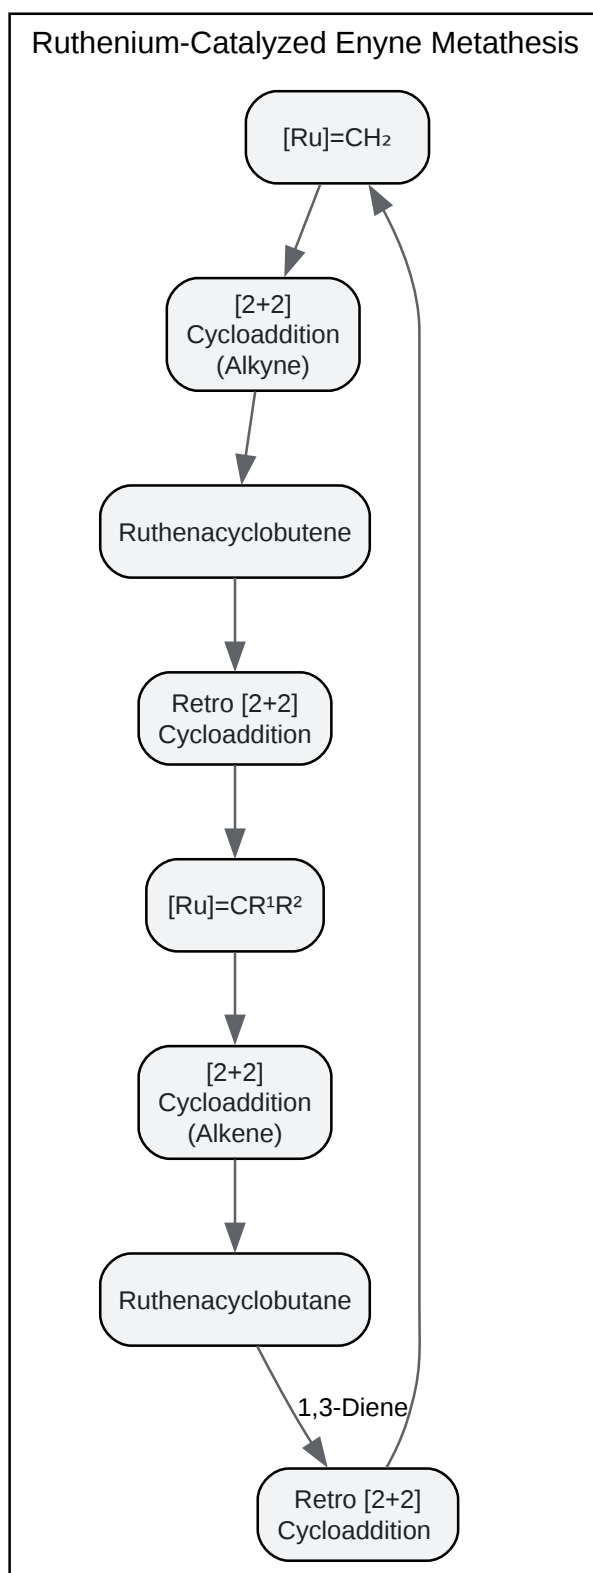 Ruthenium-Catalyzed Enyne Metathesis
[Ru]=CH₂
[2+2]
Cycloaddition
(Alkyne)
Ruthenacyclobutene
Retro [2+2]
Cycloaddition
[Ru]=CR¹R²
[2+2]
Cycloaddition
(Alkene)
Ruthenacyclobutane
1,3-Diene
Retro [2+2]
Cycloaddition